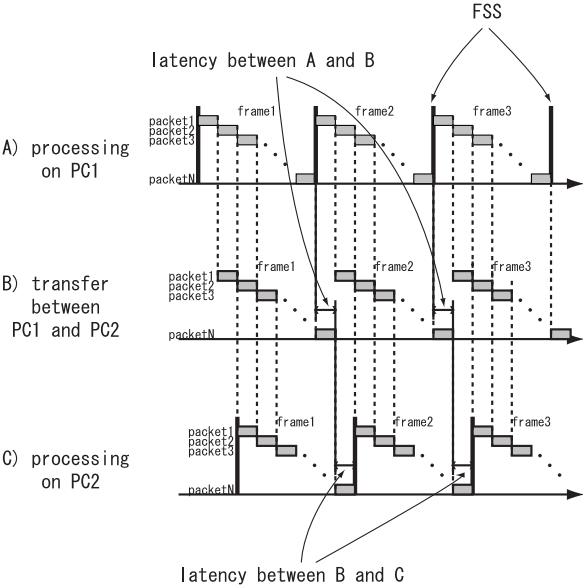 FSS
latency between A and B
frame1
frame2
frame3
packet1
packet2
packet3
packetN
A) processing
on PC1
frame1
frame2
frame3
packet1
packet2
packet3
packetN
B) transfer
between
PC1 and PC2
frame1
frame2
frame3
packet1
packet2
packet3
packetN
C) processing
on PC2
latency between B and C